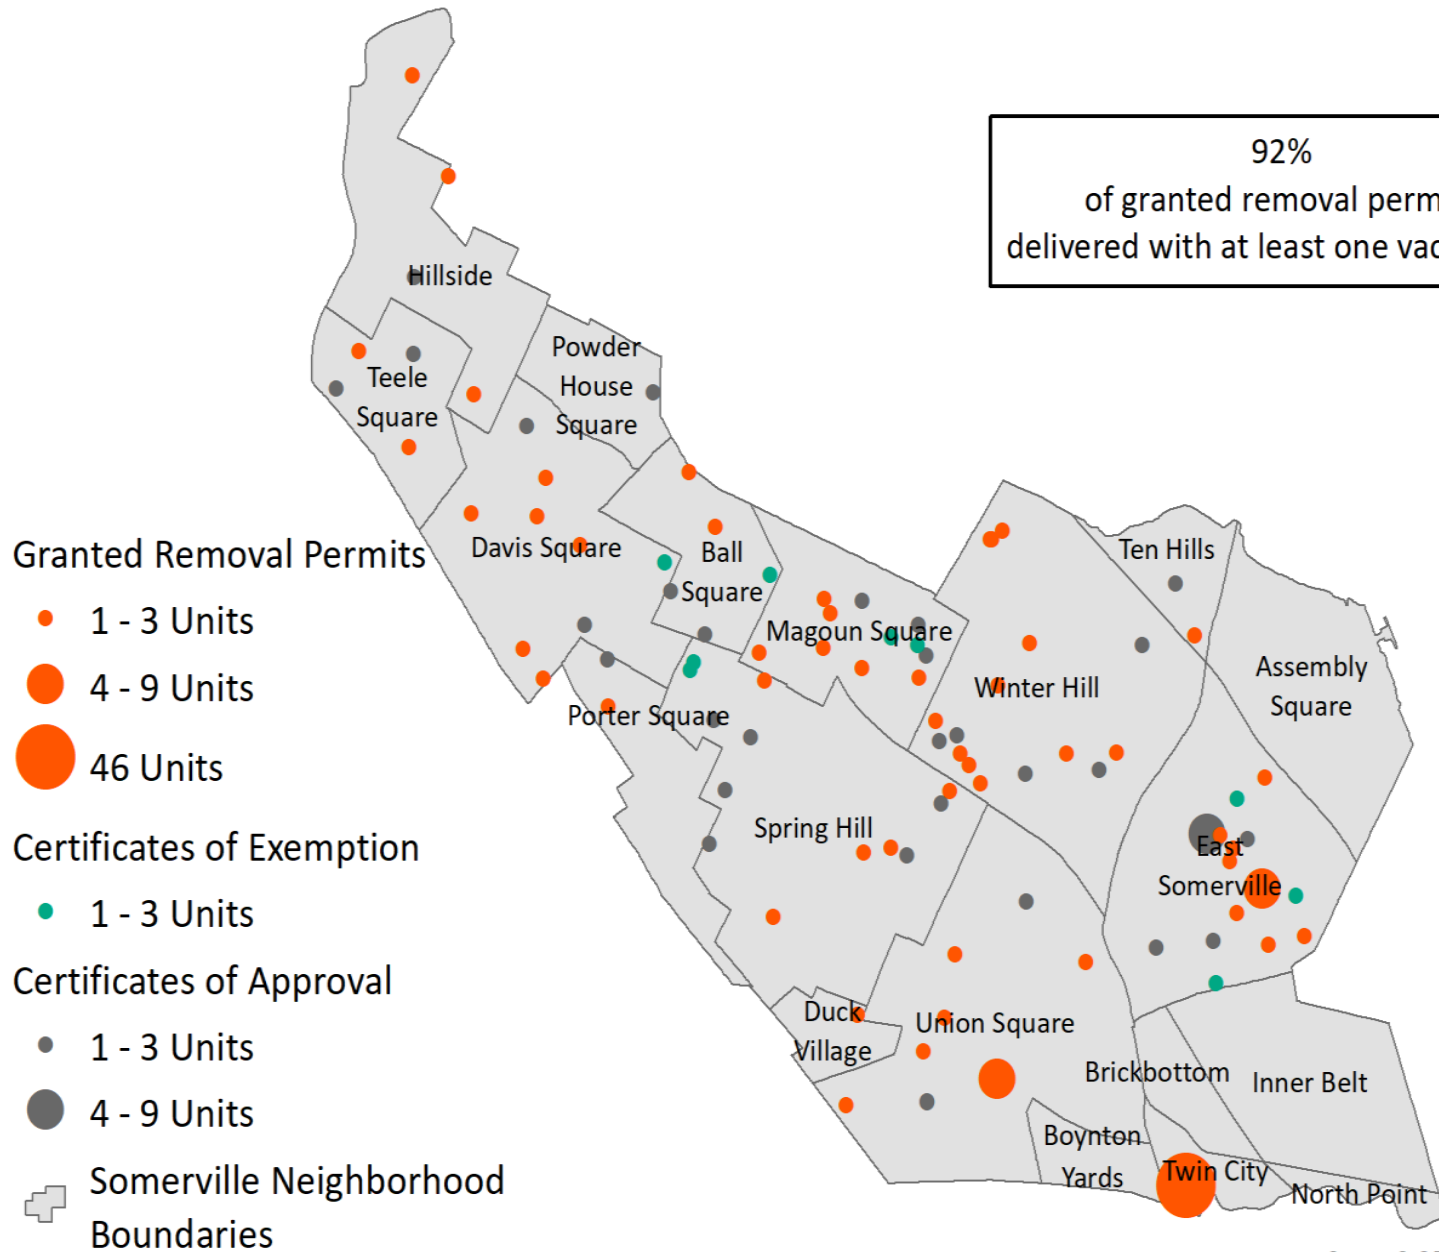 92%
of granted removal perm
delivered with at least one vac
Hillside
Powder
House
Square
Teele
Square
Davis Square
Ball
Square
Ten Hills
Magoun Square
Assembly
Square
Winter Hill
Porter Square
Spring Hill
East
Somerville
Duck
Village
Union Square
Brickbottom
Inner Belt
Boynton
Yards
Twin City
North Point
Granted Removal Permits
1 - 3 Units
4 - 9 Units
46 Units
Certificates of Exemption
1 - 3 Units
Certificates of Approval
1 - 3 Units
4 - 9 Units
Somerville Neighborhood
Boundaries